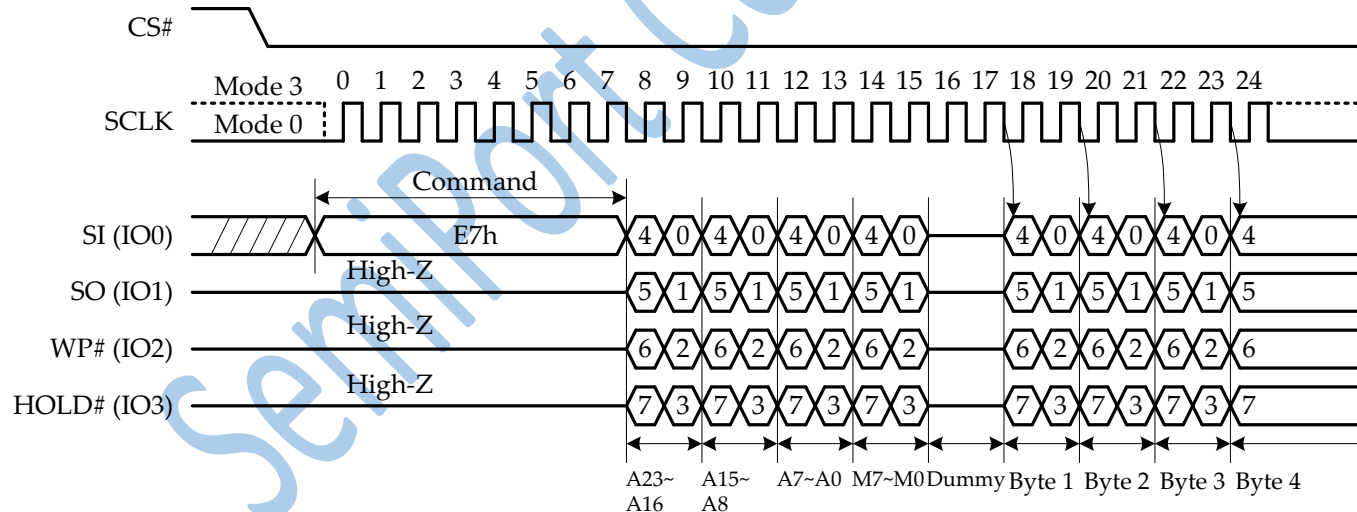 CS#
0 1 2 3 4 5 6 7 8 9 10 11 12 13 14 15 16 17 18 19 20 21 22 23 24
Mode 3
SCLK
Mode 0
Command
SI (IO0)
E7h
4 0 4 0 4 0 4 0 4 0 4 0 4 0 4
High-Z
SO (IO1)
5 1 5 1 5 1 5 1 5 1 5 1 5 1 5
High-Z
WP# (IO2)
6 2 6 2 6 2 6 2 6 2 6 2 6 2 6
High-Z
HOLD# (IO3)
7 3 7 3 7 3 7 3 7 3 7 3 7 3 7
A23~ A15~ A7~A0 M7~M0 Dummy Byte 1 Byte 2 Byte 3 Byte 4
A16 A8
SemiPort